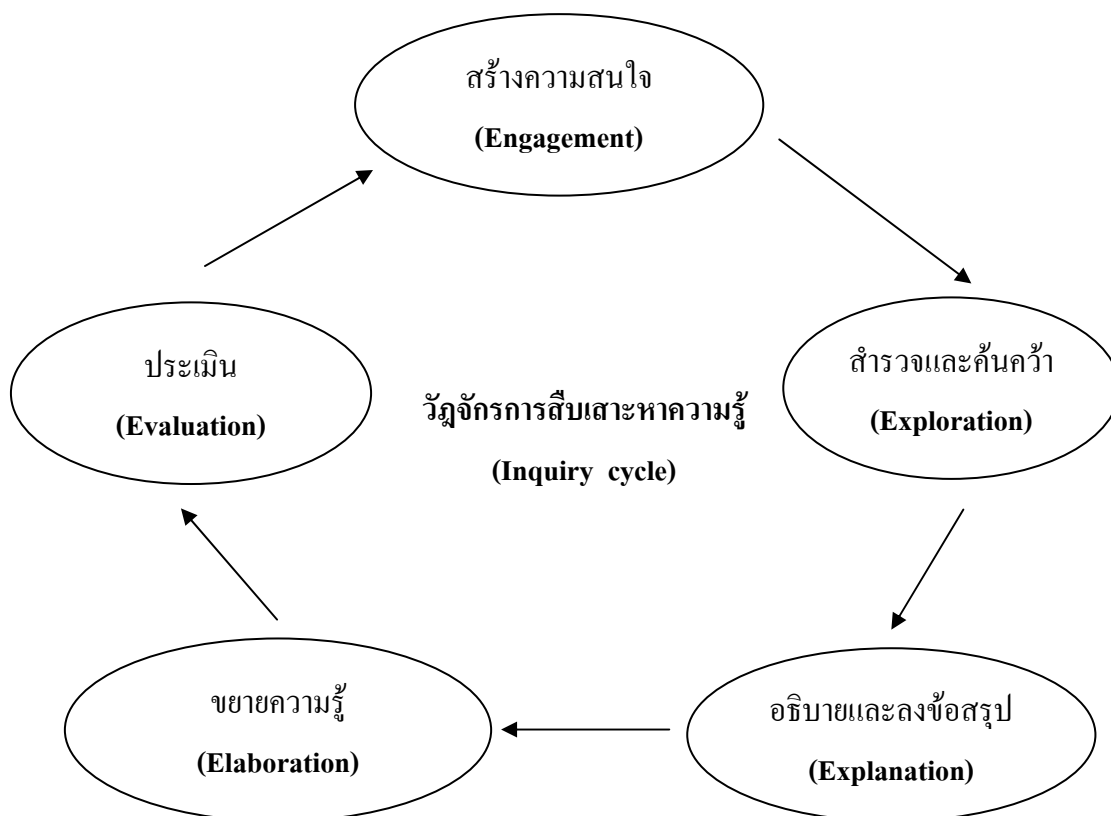 สร้างความสนใจ
(Engagement)
สำรวจและค้นคว้า
(Exploration)
อธิบายและลงข้อสรุป
(Explanation)
ขยายความรู้
(Elaboration)
ประเมิน
(Evaluation)
วัฏจักรการสืบเสาะหาความรู้
(Inquiry cycle)